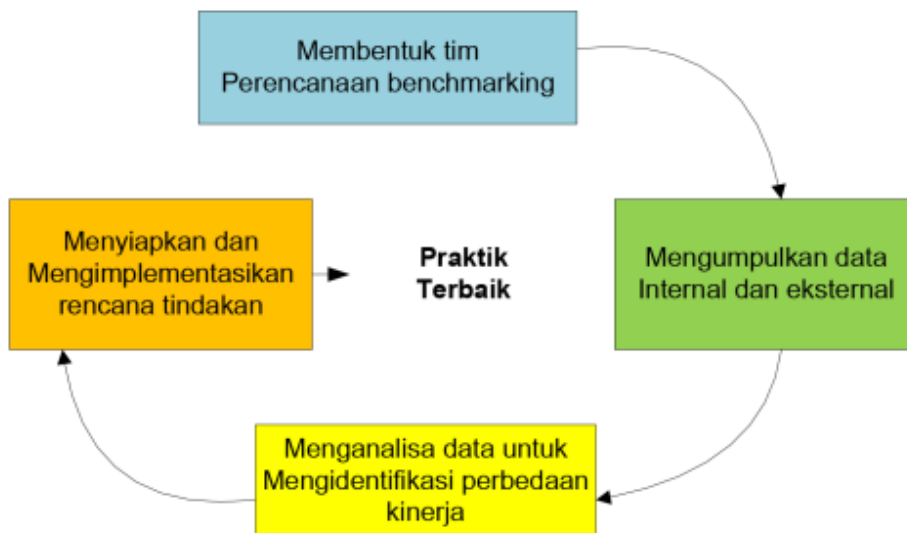 Membentuk tim
Perencanaan benchmarking
Menyiapkan dan
Mengimplementasikan
rencana tindakan
Praktik
Terbaik
Mengumpulkan data
Internal dan eksternal
Menganalisa data untuk
Mengidentifikasi perbedaan
kinerja